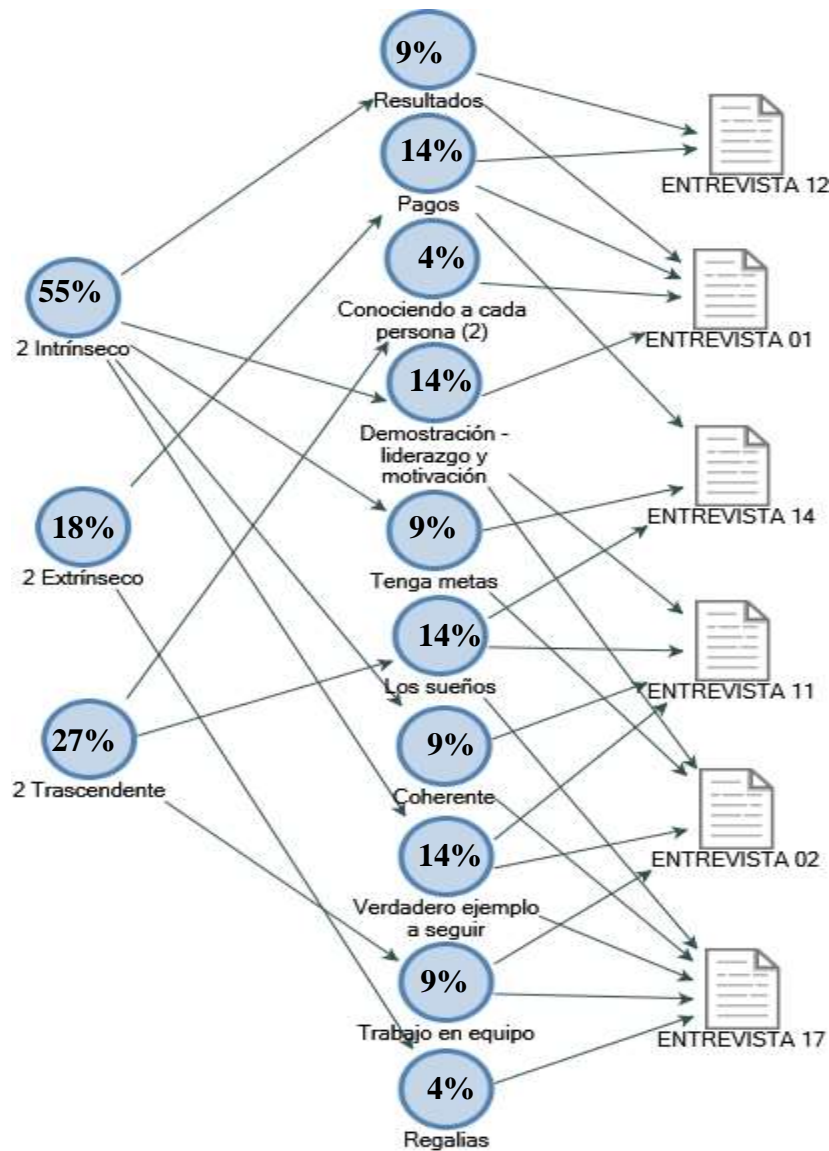 9%
Resultados
14%
Pagos
4%
Conociendo a cada
persona (2)
14%
Demostración -
liderazgo y
motivación
9%
Tenga metas
14%
Los sueños
9%
Coherente
14%
Verdadero ejemplo
a seguir
9%
Trabajo en equipo
4%
Regalias
55%
2 Intrínseco
18%
2 Extrínseco
27%
2 Trascendente
ENTREVISTA 12
ENTREVISTA 01
ENTREVISTA 14
ENTREVISTA 11
ENTREVISTA 02
ENTREVISTA 17